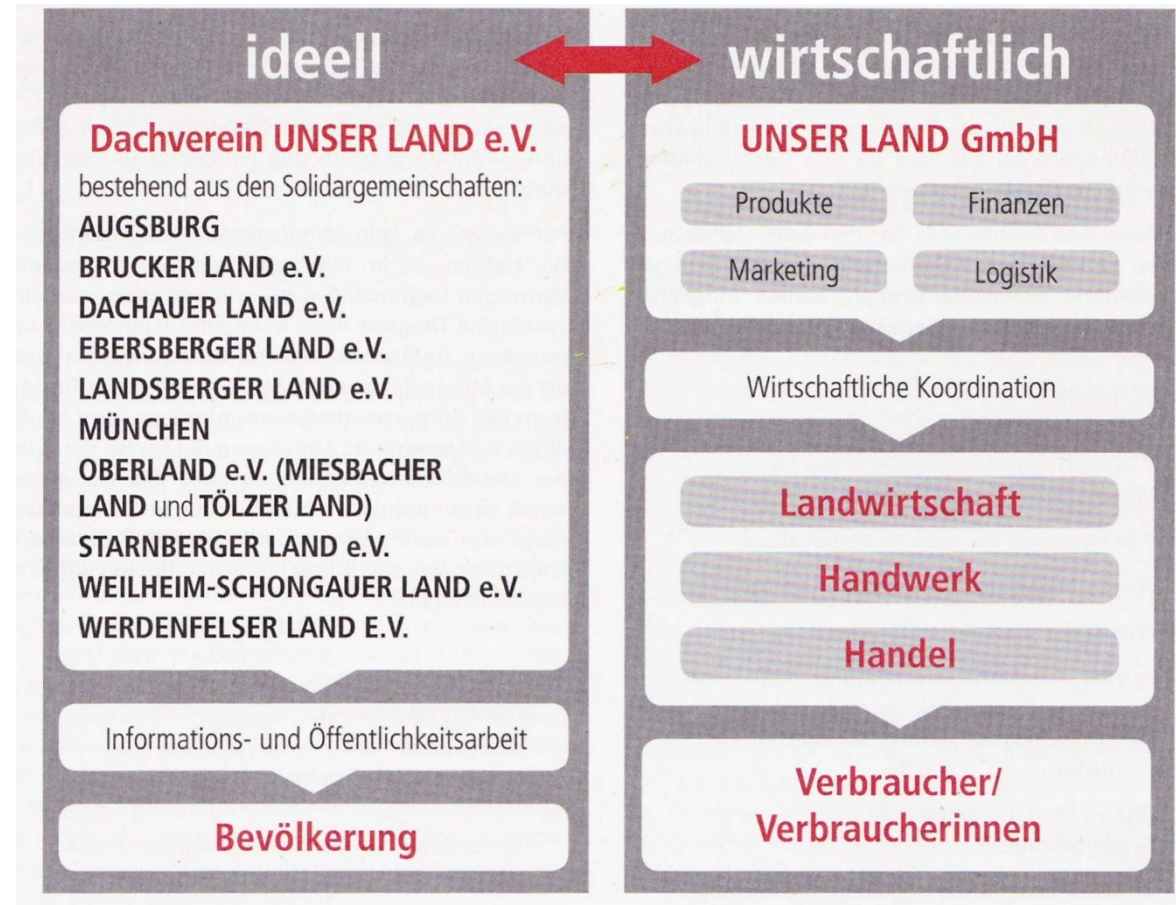 ideell
Dachverein UNSER LAND e.V.
bestehend aus den Solidargemeinschaften:
AUGSBURG
BRUCKER LAND e.V.
DACHAUER LAND e.V.
EBERSBERGER LAND e.V.
LANDSBERGER LAND e.V.
MÜNCHEN
OBERLAND e.V. (MIESBACHER
LAND und TÖLZER LAND)
STARNBERGER LAND e.V.
WEILHEIM-SCHONGAUER LAND e.V.
WERDENFELSER LAND E.V.
Informations- und Öffentlichkeitsarbeit
Bevölkerung
wirtschaftlich
UNSER LAND GmbH
Produkte
Finanzen
Marketing
Logistik
Wirtschaftliche Koordination
Landwirtschaft
Handwerk
Handel
Verbraucher/
Verbraucherinnen